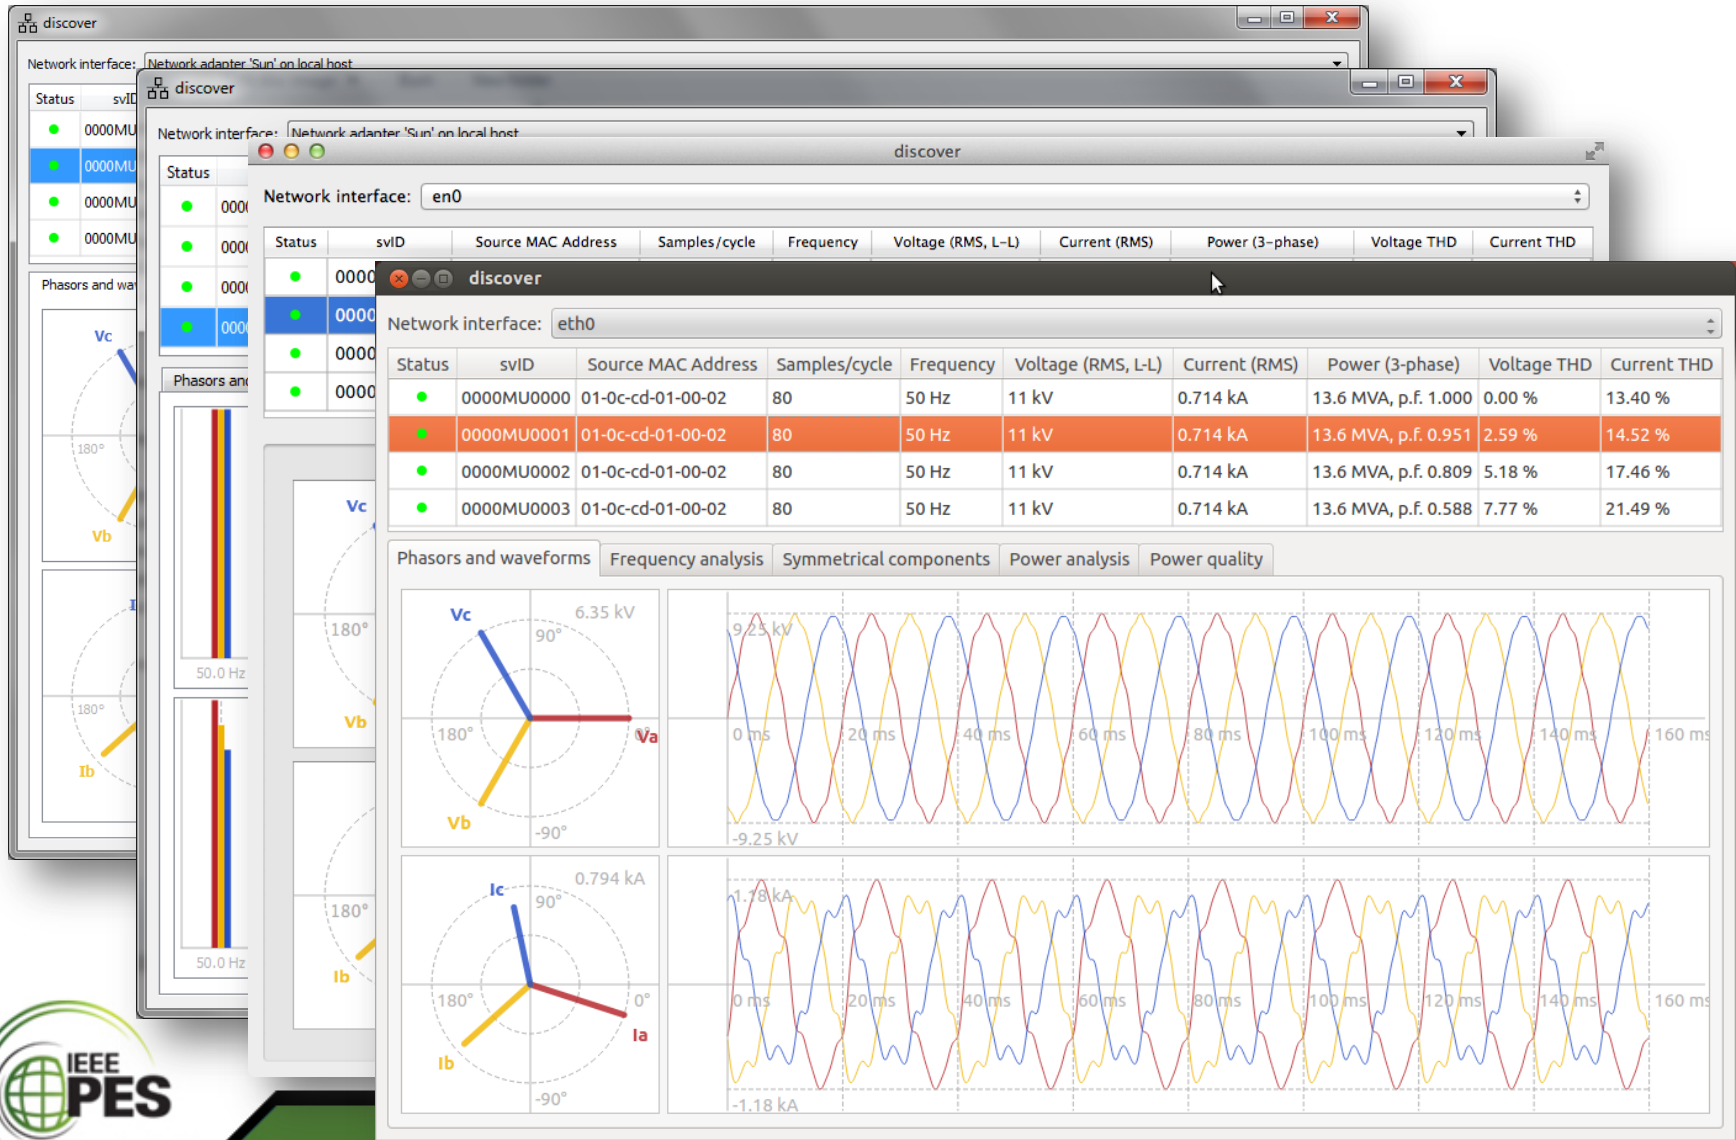 discover
Network interface: Network adapter 'Sun' on local host
Status svID
0000MU
0000MU
0000MU
0000MU
Phasors and wav
Vc
180°
Vb
180°
Ib
discover
Network interface: Network adapter 'Sun' on local host
Status
000
000
000
000
Phasors and
50.0 Hz
50.0 Hz
discover
Network interface: en0
Status svID Source MAC Address Samples/cycle Frequency Voltage (RMS, L-L) Current (RMS) Power (3-phase) Voltage THD Current THD
0000
0000
0000
0000
Vc
180°
Vb
180°
Ib
discover
Network interface: eth0
Status svID Source MAC Address Samples/cycle Frequency Voltage (RMS, L-L) Current (RMS) Power (3-phase) Voltage THD Current THD
0000MU0000 01-0c-cd-01-00-02 80 50 Hz 11 kV 0.714 kA 13.6 MVA, p.f. 1.000 0.00 % 13.40 %
0000MU0001 01-0c-cd-01-00-02 80 50 Hz 11 kV 0.714 kA 13.6 MVA, p.f. 0.951 2.59 % 14.52 %
0000MU0002 01-0c-cd-01-00-02 80 50 Hz 11 kV 0.714 kA 13.6 MVA, p.f. 0.809 5.18 % 17.46 %
0000MU0003 01-0c-cd-01-00-02 80 50 Hz 11 kV 0.714 kA 13.6 MVA, p.f. 0.588 7.77 % 21.49 %
Phasors and waveforms Frequency analysis Symmetrical components Power analysis Power quality
Vc 6.35 kV
90°
180° 0° Va
Vb
-90°
9.25 kV
0 ms 20 ms 40 ms 60 ms 80 ms 100 ms 120 ms 140 ms 160 ms
-9.25 kV
Ic 0.794 kA
90°
180° 0°
Ia
Ib
-90°
1.18 kA
0 ms 20 ms 40 ms 60 ms 80 ms 100 ms 120 ms 140 ms 160 ms
-1.18 kA
IEEE
PES